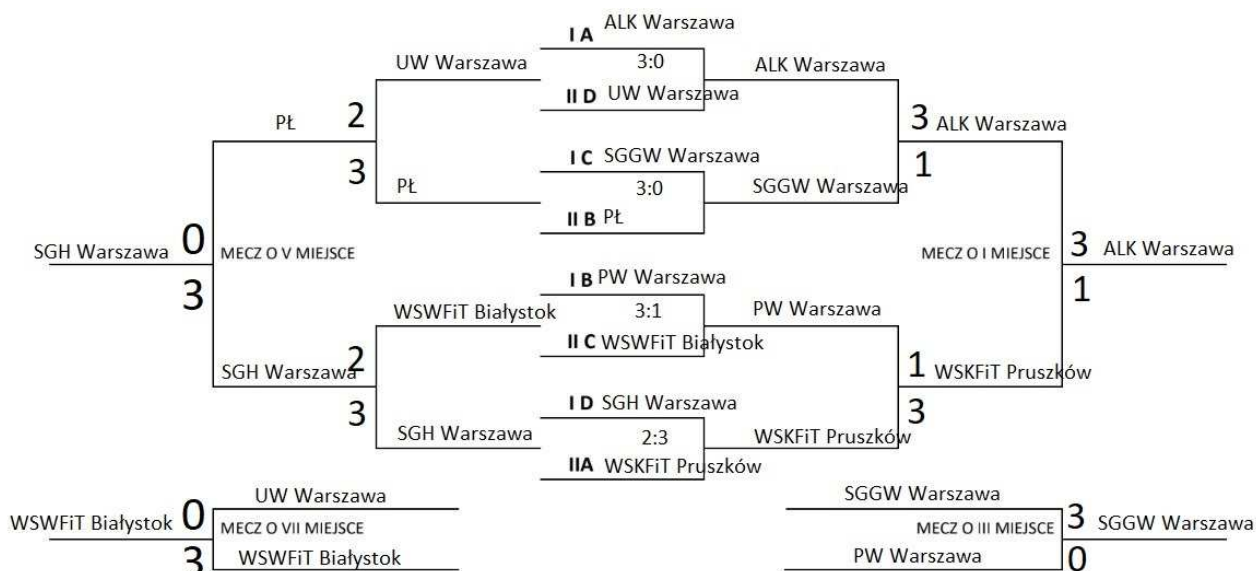 I A ALK Warszawa
UW Warszawa 3:0 ALK Warszawa
II D UW Warszawa
PŁ 2 3 ALK Warszawa
I C SGGW Warszawa 1
3 PŁ 3:0 SGGW Warszawa
II B PŁ
SGH Warszawa 0 MECZ O V MIEJSCE MECZ O I MIEJSCE 3 ALK Warszawa
3 I B PW Warszawa 1
WSWFiT Białystok 3:1 PW Warszawa
II C WSWFiT Białystok
SGH Warszawa 2 1 WSKFiT Pruszków
3 I D SGH Warszawa 3
SGH Warszawa 2:3 WSKFiT Pruszków
IIA WSKFiT Pruszków
UW Warszawa SGGW Warszawa
WSWFiT Białystok 0 MECZ O VII MIEJSCE MECZ O III MIEJSCE 3 SGGW Warszawa
3 WSWFiT Białystok PW Warszawa 0